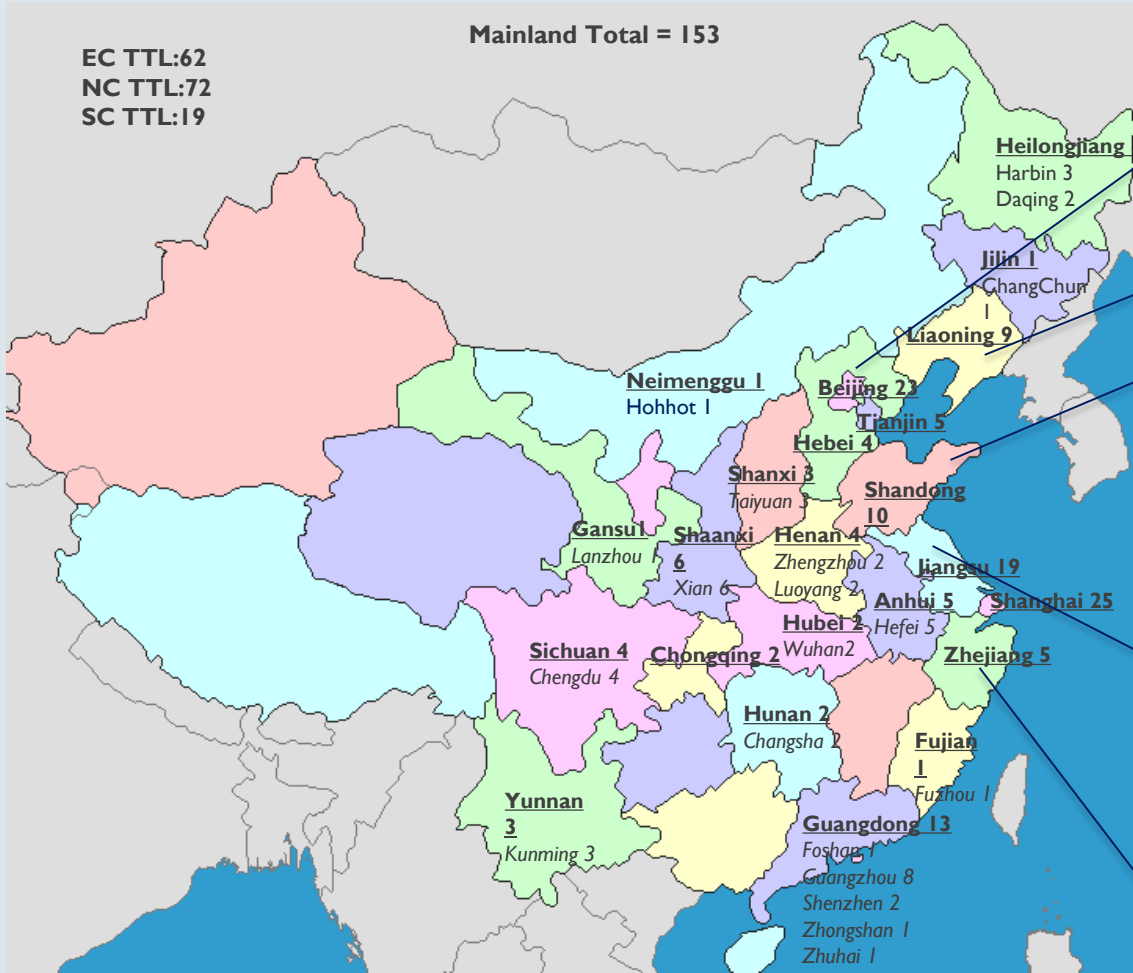 Mainland Total = 153
EC TTL:62
NC TTL:72
SC TTL:19
Heilongjiang
Harbin 3
Daqing 2
Jilin 1
ChangChun
1
Liaoning 9
Neimenggu 1
Hohhot 1
Beijing 23
Tianjin 5
Hebei 4
Shanxi 3
Taiyuan 3
Shandong
10
Gansu1
Lanzhou 1
Shaanxi
6
Xian 6
Henan 4
Zhengzhou 2
Luoyang 2
Jiangsu 19
Anhui 5
Hefei 5
Shanghai 25
Hubei 2
Wuhan2
Sichuan 4
Chengdu 4
Chongqing 2
Zhejiang 5
Hunan 2
Changsha 2
Fujian
1
Fuzhou 1
Yunnan
3
Kunming 3
Guangdong 13
Foshan 1
Guangzhou 8
Shenzhen 2
Zhongshan 1
Zhuhai 1